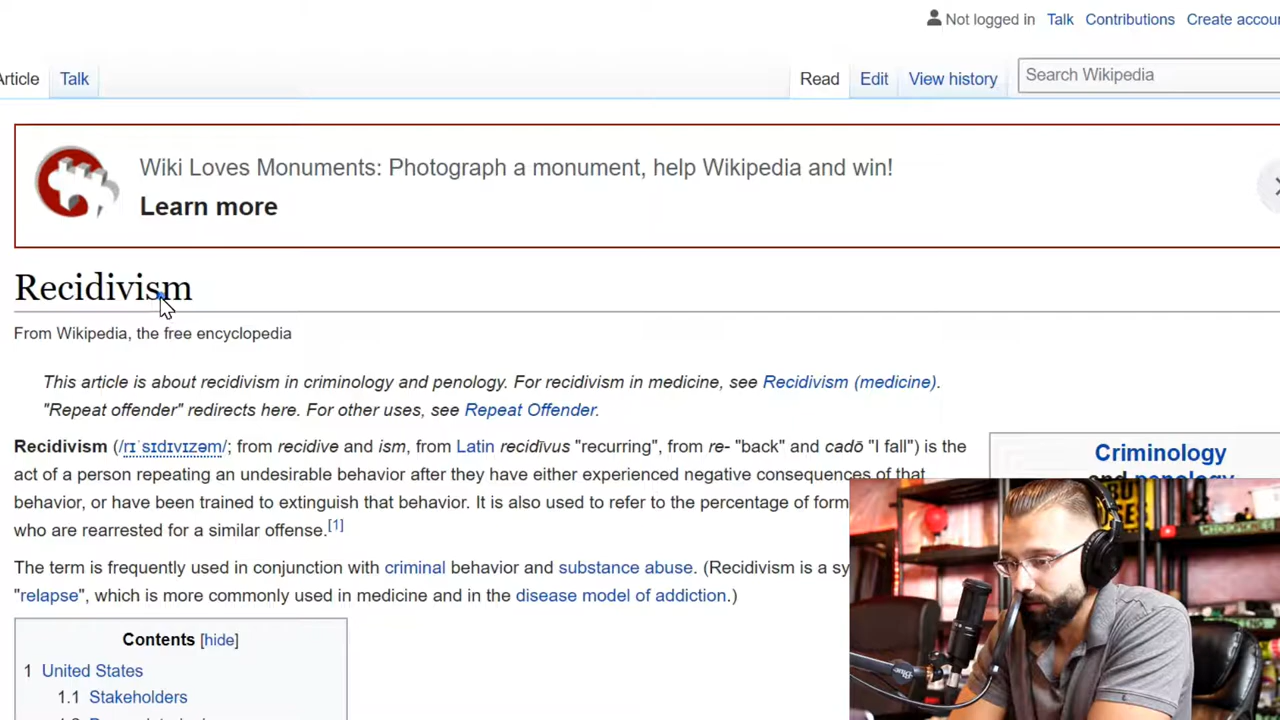 Not logged in Talk Contributions Create accou
Article Talk Read Edit View history Search Wikipedia
Wiki Loves Monuments: Photograph a monument, help Wikipedia and win!
Learn more
Recidivism
From Wikipedia, the free encyclopedia
This article is about recidivism in criminology and penology. For recidivism in medicine, see Recidivism (medicine).
"Repeat offender" redirects here. For other uses, see Repeat Offender.
Recidivism (/rɪˈsɪdɪvɪzəm/; from recidive and ism, from Latin recidīvus "recurring", from re- "back" and cadō "I fall") is the
act of a person repeating an undesirable behavior after they have either experienced negative consequences of that
behavior, or have been trained to extinguish that behavior. It is also used to refer to the percentage of form
who are rearrested for a similar offense.[1]
The term is frequently used in conjunction with criminal behavior and substance abuse. (Recidivism is a sy
"relapse", which is more commonly used in medicine and in the disease model of addiction.)
Criminology
and penology
Contents [hide]
1 United States
1.1 Stakeholders